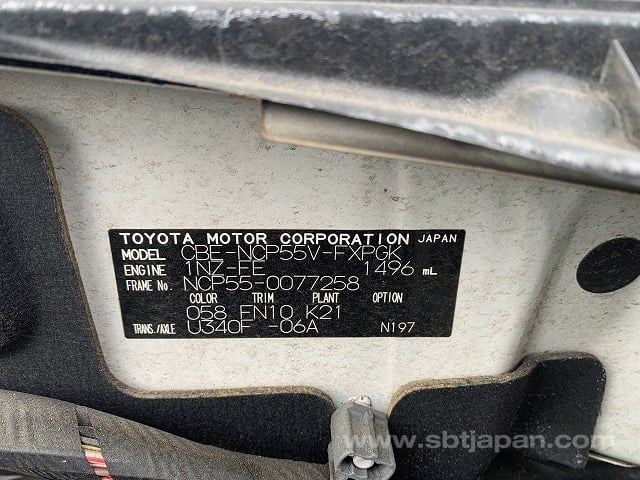 TOYOTA MOTOR CORPORATION JAPAN
MODEL CBE-NCP55V-FXPGK
ENGINE 1NZ-FE 1496 mL
FRAME No. NCP55-0077258
COLOR TRIM PLANT OPTION
058 EN10 K21
TRANS./AXLE U340F -06A N197
www.sbtjapan.com